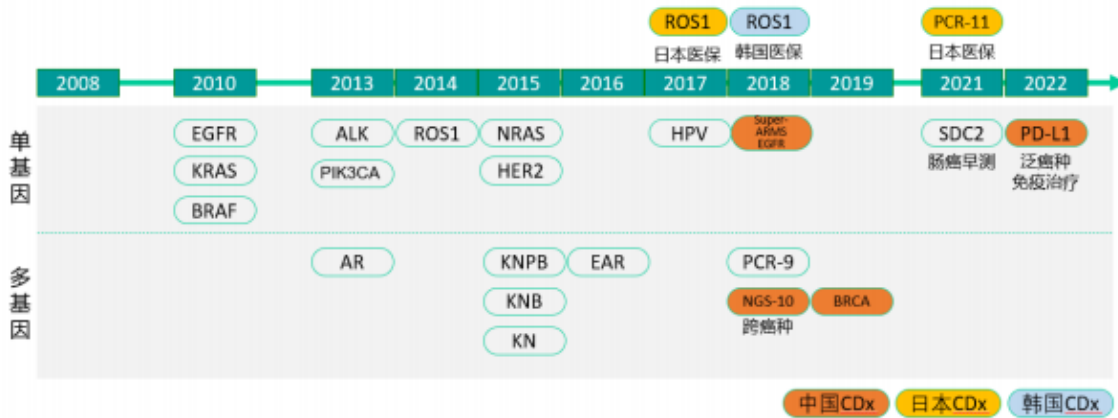 ROS1 ROS1 PCR-11
日本医保 韩国医保 日本医保
2008 2010 2013 2014 2015 2016 2017 2018 2019 2021 2022
单基因
EGFR ALK ROS1 NRAS HPV Super-ARMS EGFR SDC2 PD-L1
肠癌早测 泛癌种
免疫治疗
KRAS PIK3CA HER2
BRAF
多基因
AR KNPB EAR PCR-9
KNB NGS-10 BRCA
跨癌种
KN
中国CDx 日本CDx 韩国CDx